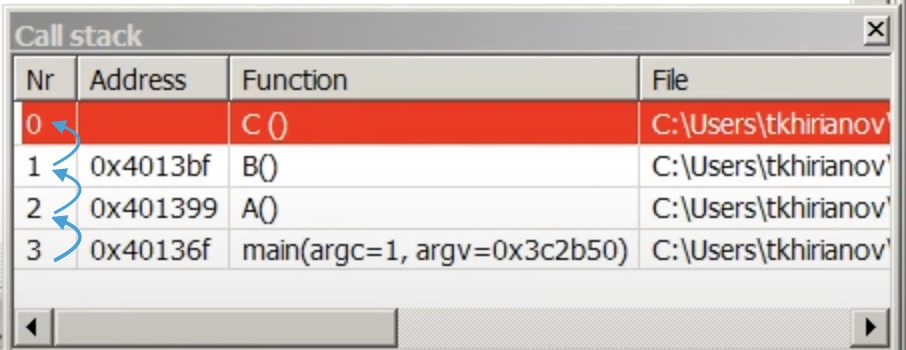 Call stack
Nr Address Function File
0 C () C:\Users\tkhirianov\
1 0x4013bf B() C:\Users\tkhirianov\
2 0x401399 A() C:\Users\tkhirianov\
3 0x40136f main(argc=1, argv=0x3c2b50) C:\Users\tkhirianov\